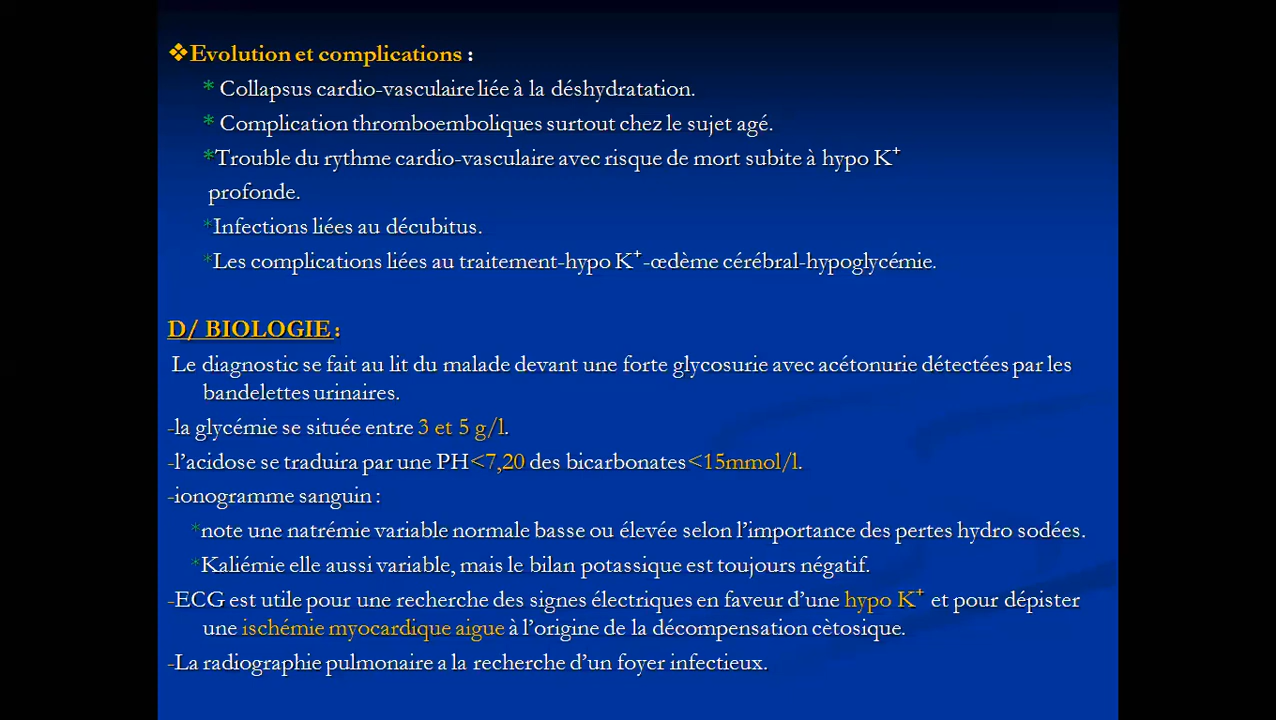 ❖Evolution et complications :
* Collapsus cardio-vasculaire liée à la déshydratation.
* Complication thromboemboliques surtout chez le sujet agé.
*Trouble du rythme cardio-vasculaire avec risque de mort subite à hypo K⁺
profonde.
*Infections liées au décubitus.
*Les complications liées au traitement-hypo K⁺-œdème cérébral-hypoglycémie.
D/ BIOLOGIE :
Le diagnostic se fait au lit du malade devant une forte glycosurie avec acétonurie détectées par les
bandelettes urinaires.
-la glycémie se située entre 3 et 5 g/l.
-l’acidose se traduira par une PH<7,20 des bicarbonates<15mmol/l.
-ionogramme sanguin :
*note une natrémie variable normale basse ou élevée selon l’importance des pertes hydro sodées.
*Kaliémie elle aussi variable, mais le bilan potassique est toujours négatif.
-ECG est utile pour une recherche des signes électriques en faveur d’une hypo K⁺ et pour dépister
une ischémie myocardique aigue à l’origine de la décompensation cètosique.
-La radiographie pulmonaire a la recherche d’un foyer infectieux.